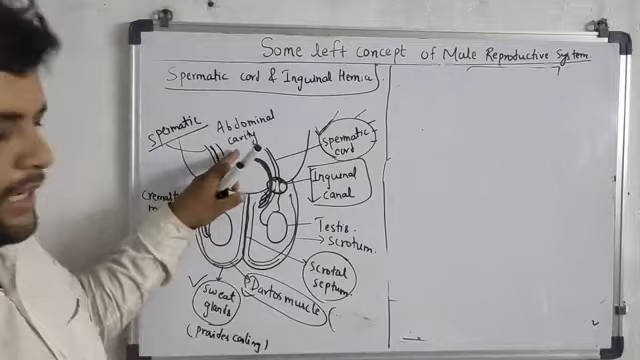 Some left concept of Male Reproductive System.
Spermatic cord & Inguinal Hernia
Spermatic
Abdominal
cavity
Spermatic
cord
Inguinal
canal
Testis.
Scrotum.
Scrotal
septum.
Sweat
glands
Dartos muscle
(provides cooling)